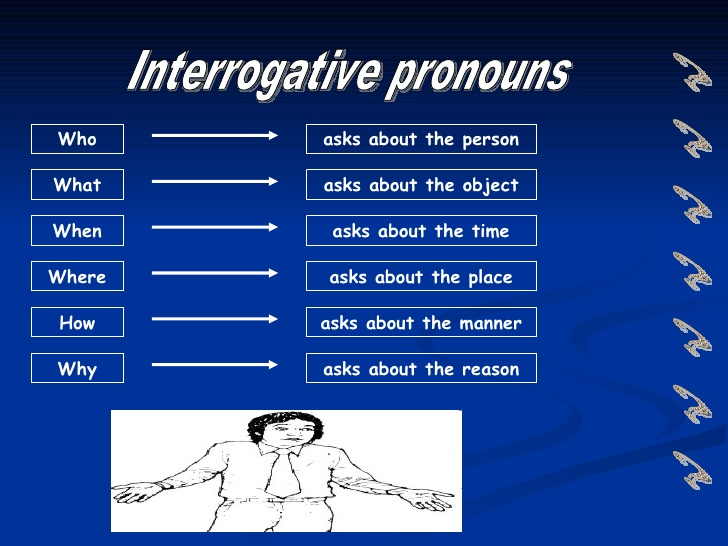 Interrogative pronouns
Who asks about the person
What asks about the object
When asks about the time
Where asks about the place
How asks about the manner
Why asks about the reason